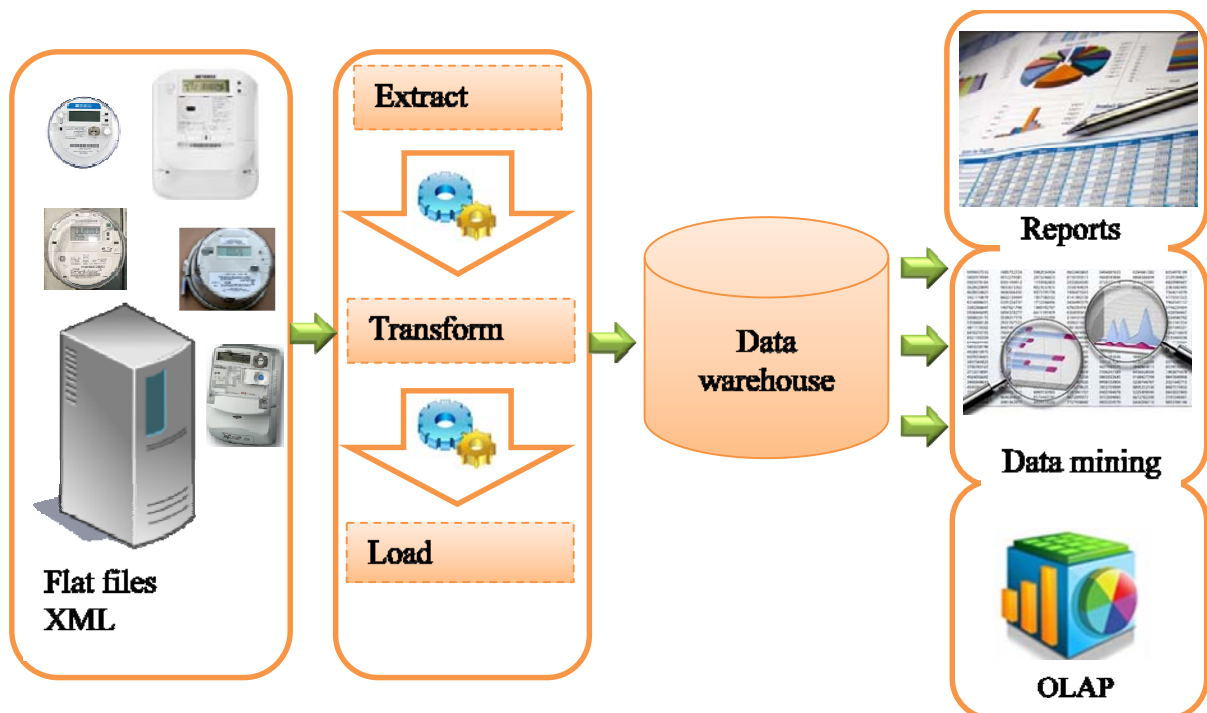 Flat files
XML
Extract
Transform
Load
Data
warehouse
Reports
Data mining
OLAP